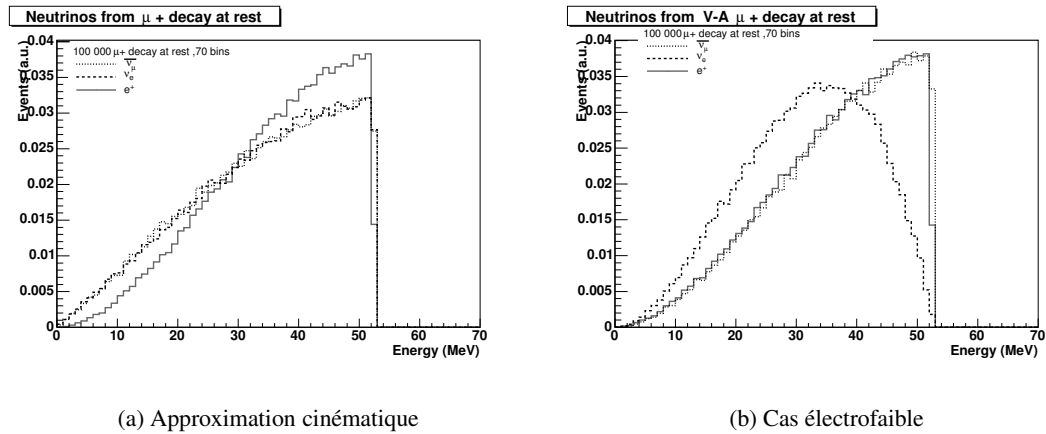 Neutrinos from μ + decay at rest
100 000 μ+ decay at rest ,70 bins
ν̅μ
νe
e+
Events (a.u.)
0.04
0.035
0.03
0.025
0.02
0.015
0.01
0.005
0
0 10 20 30 40 50 60 70
Energy (MeV)
(a) Approximation cinématique
Neutrinos from V-A μ + decay at rest
100 000 μ+ decay at rest ,70 bins
ν̅μ
νe
e+
Events (a.u.)
0.04
0.035
0.03
0.025
0.02
0.015
0.01
0.005
0
0 10 20 30 40 50 60 70
Energy (MeV)
(b) Cas électrofaible